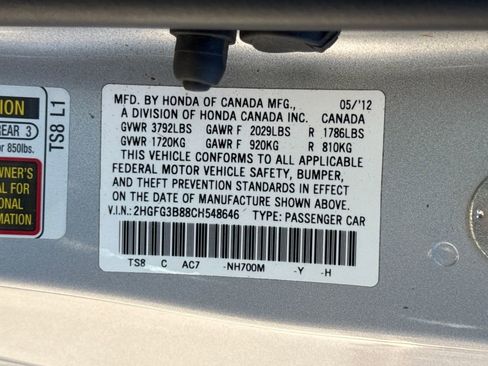 MFD. BY HONDA OF CANADA MFG., 05/'12
A DIVISION OF HONDA CANADA INC. CANADA
GVWR 3792LBS GAWR F 2029LBS R 1786LBS
GVWR 1720KG GAWR F 920KG R 810KG
THIS VEHICLE CONFORMS TO ALL APPLICABLE
FEDERAL MOTOR VEHICLE SAFETY, BUMPER,
AND THEFT PREVENTION STANDARDS IN EFFECT
ON THE DATE OF MANUFACTURE SHOWN ABOVE.
V.I.N.: 2HGFG3B88CH548646 TYPE: PASSENGER CAR
TS8 C AC7 -NH700M -Y -H
REAR 3
r 850lbs.
TS8 L1